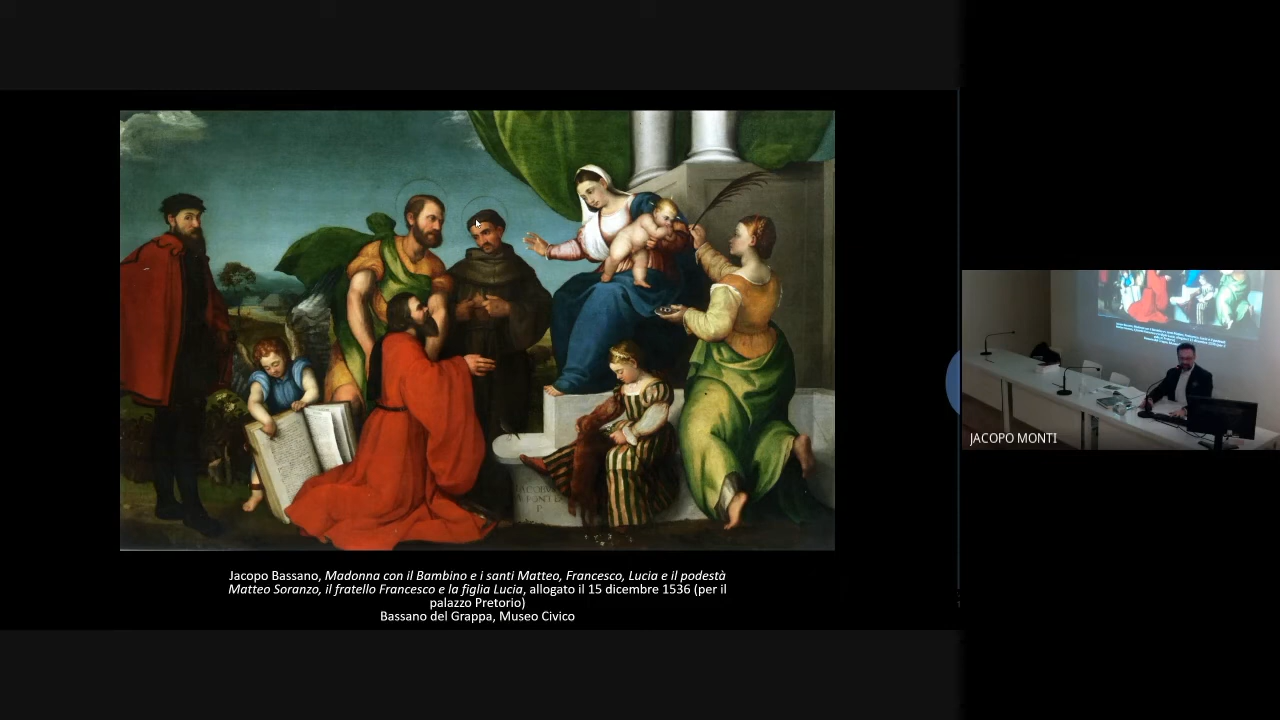 Jacopo Bassano, Madonna con il Bambino e i santi Matteo, Francesco, Lucia e il podestà
Matteo Soranzo, il fratello Francesco e la figlia Lucia, allogato il 15 dicembre 1536 (per il
palazzo Pretorio)
Bassano del Grappa, Museo Civico
JACOPO MONTI